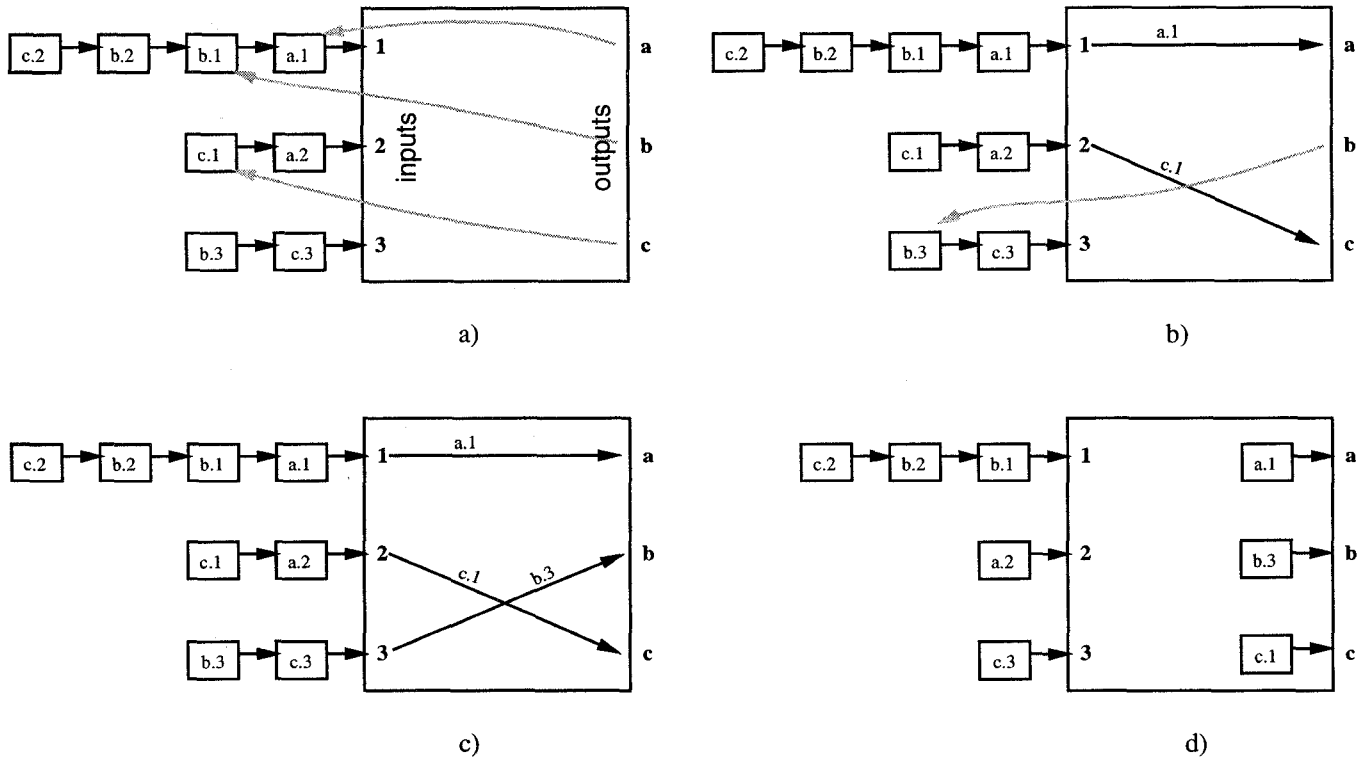 c.2 b.2 b.1 a.1 1 a
c.1 a.2 2 inputs outputs b
b.3 c.3 3 c
a)
c.2 b.2 b.1 a.1 1 a.1 a
c.1 a.2 2 c.1 b
b.3 c.3 3 c
b)
c.2 b.2 b.1 a.1 1 a.1 a
c.1 a.2 2 c.1 b.3 b
b.3 c.3 3 c
c)
c.2 b.2 b.1 1 a.1 a
a.2 2 b.3 b
c.3 3 c.1 c
d)